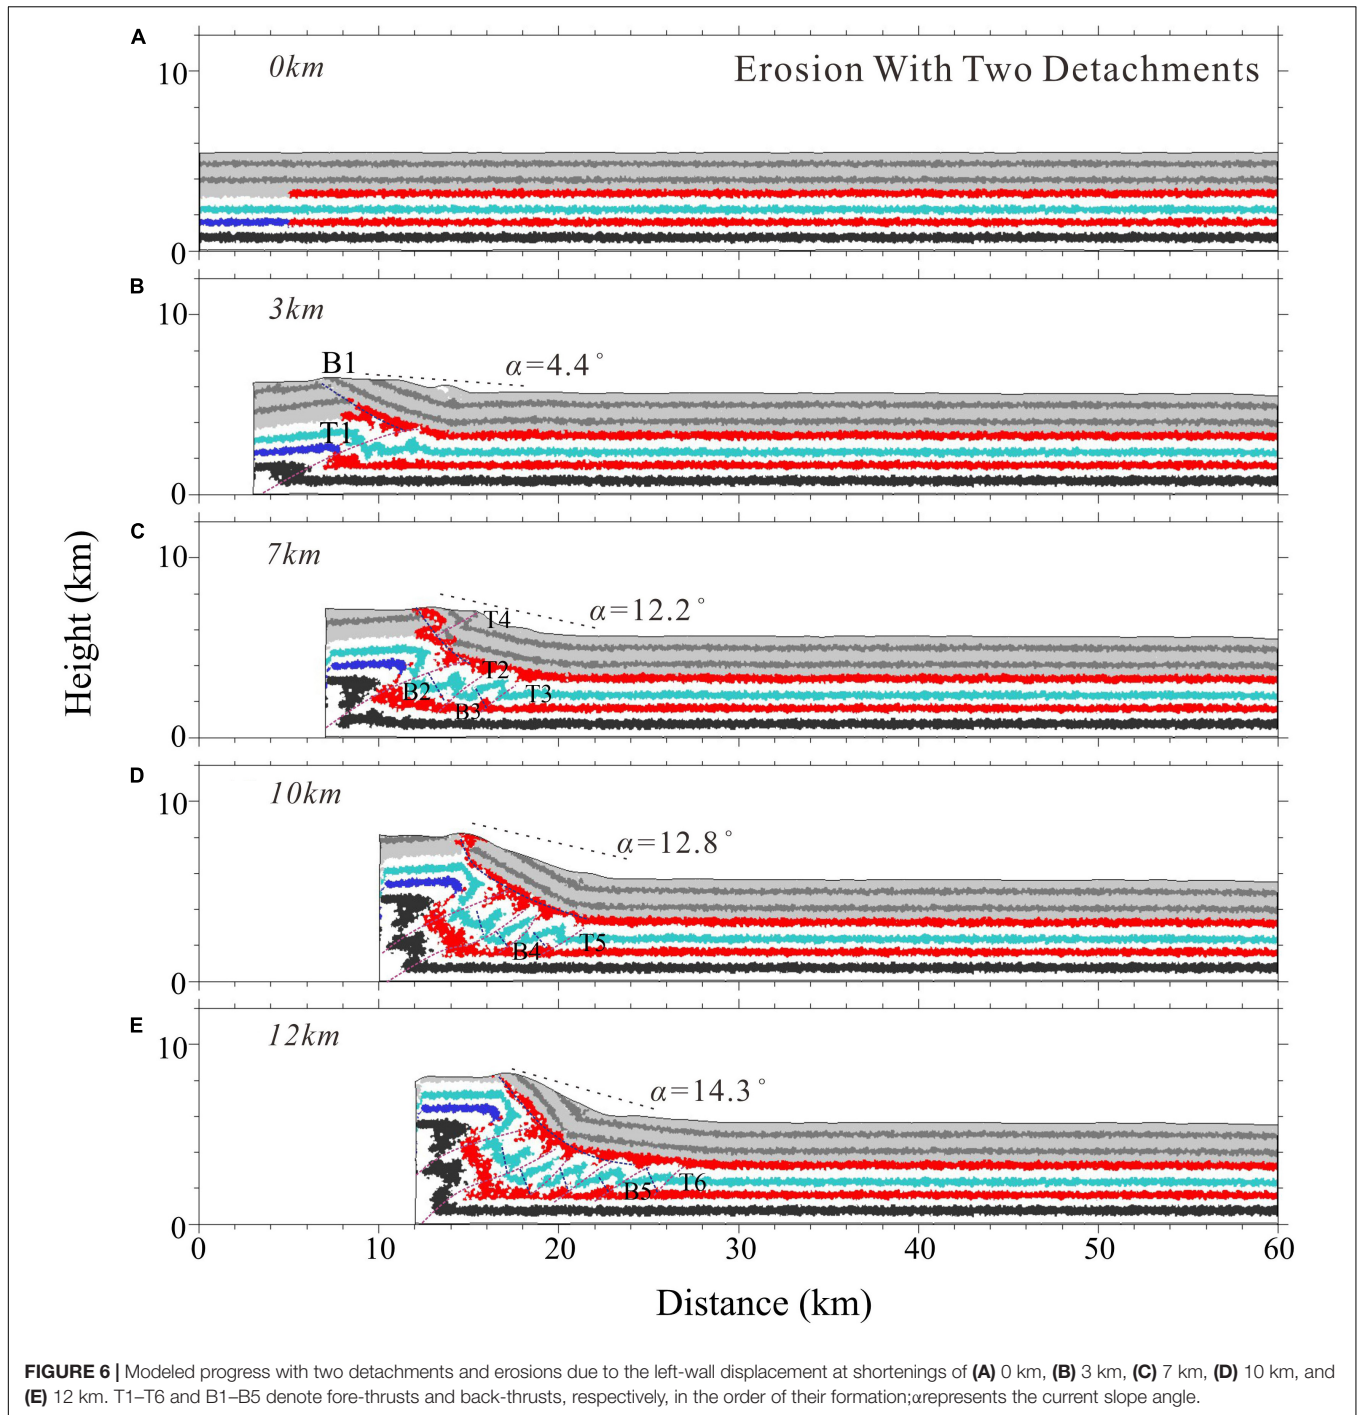 A
0km
Erosion With Two Detachments
10
0
B
3km
10
B1
α=4.4°
T1
0
C
7km
10
α=12.2°
T4
T2
B2
T3
B3
0
D
10km
10
α=12.8°
B4
T5
0
E
12km
10
α=14.3°
B5
T6
0
Height (km)
0 10 20 30 40 50 60
Distance (km)
FIGURE 6 | Modeled progress with two detachments and erosions due to the left-wall displacement at shortenings of (A) 0 km, (B) 3 km, (C) 7 km, (D) 10 km, and
(E) 12 km. T1–T6 and B1–B5 denote fore-thrusts and back-thrusts, respectively, in the order of their formation;αrepresents the current slope angle.